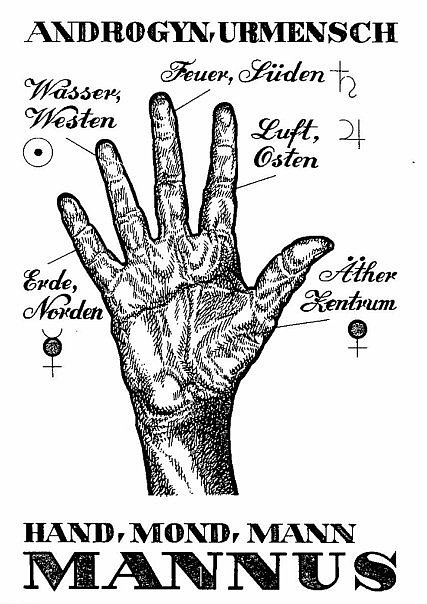 ANDROGYN, URMENSCH
Feuer, Süden ♄
Wasser,
Westen
☉
Luft, ♃
Osten
Erde,
Norden
☿
Äther
Zentrum
♀
HAND, MOND, MANN
MANNUS